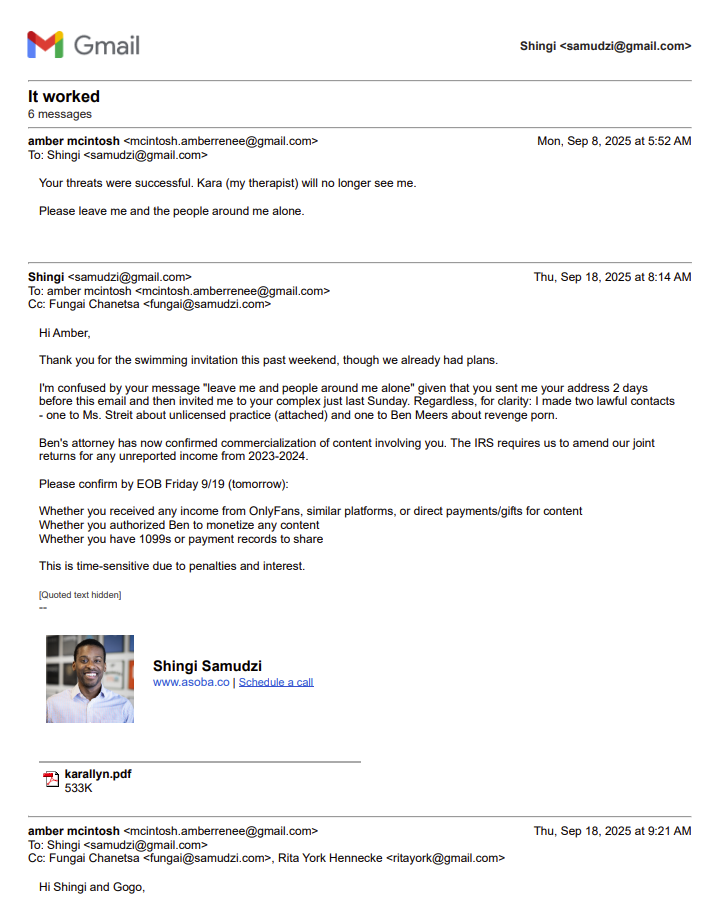 Gmail
Shingi <samudzi@gmail.com>
It worked
6 messages
amber mcintosh <mcintosh.amberrenee@gmail.com>
Mon, Sep 8, 2025 at 5:52 AM
To: Shingi <samudzi@gmail.com>
Your threats were successful. Kara (my therapist) will no longer see me.
Please leave me and the people around me alone.
Shingi <samudzi@gmail.com>
Thu, Sep 18, 2025 at 8:14 AM
To: amber mcintosh <mcintosh.amberrenee@gmail.com>
Cc: Fungai Chanetsa <fungai@samudzi.com>
Hi Amber,
Thank you for the swimming invitation this past weekend, though we already had plans.
I'm confused by your message "leave me and people around me alone" given that you sent me your address 2 days
before this email and then invited me to your complex just last Sunday. Regardless, for clarity: I made two lawful contacts
- one to Ms. Streit about unlicensed practice (attached) and one to Ben Meers about revenge porn.
Ben's attorney has now confirmed commercialization of content involving you. The IRS requires us to amend our joint
returns for any unreported income from 2023-2024.
Please confirm by EOB Friday 9/19 (tomorrow):
Whether you received any income from OnlyFans, similar platforms, or direct payments/gifts for content
Whether you authorized Ben to monetize any content
Whether you have 1099s or payment records to share
This is time-sensitive due to penalties and interest.
[Quoted text hidden]
--
Shingi Samudzi
www.asoba.co | Schedule a call
karallyn.pdf
533K
amber mcintosh <mcintosh.amberrenee@gmail.com>
Thu, Sep 18, 2025 at 9:21 AM
To: Shingi <samudzi@gmail.com>
Cc: Fungai Chanetsa <fungai@samudzi.com>, Rita York Hennecke <ritayork@gmail.com>
Hi Shingi and Gogo,